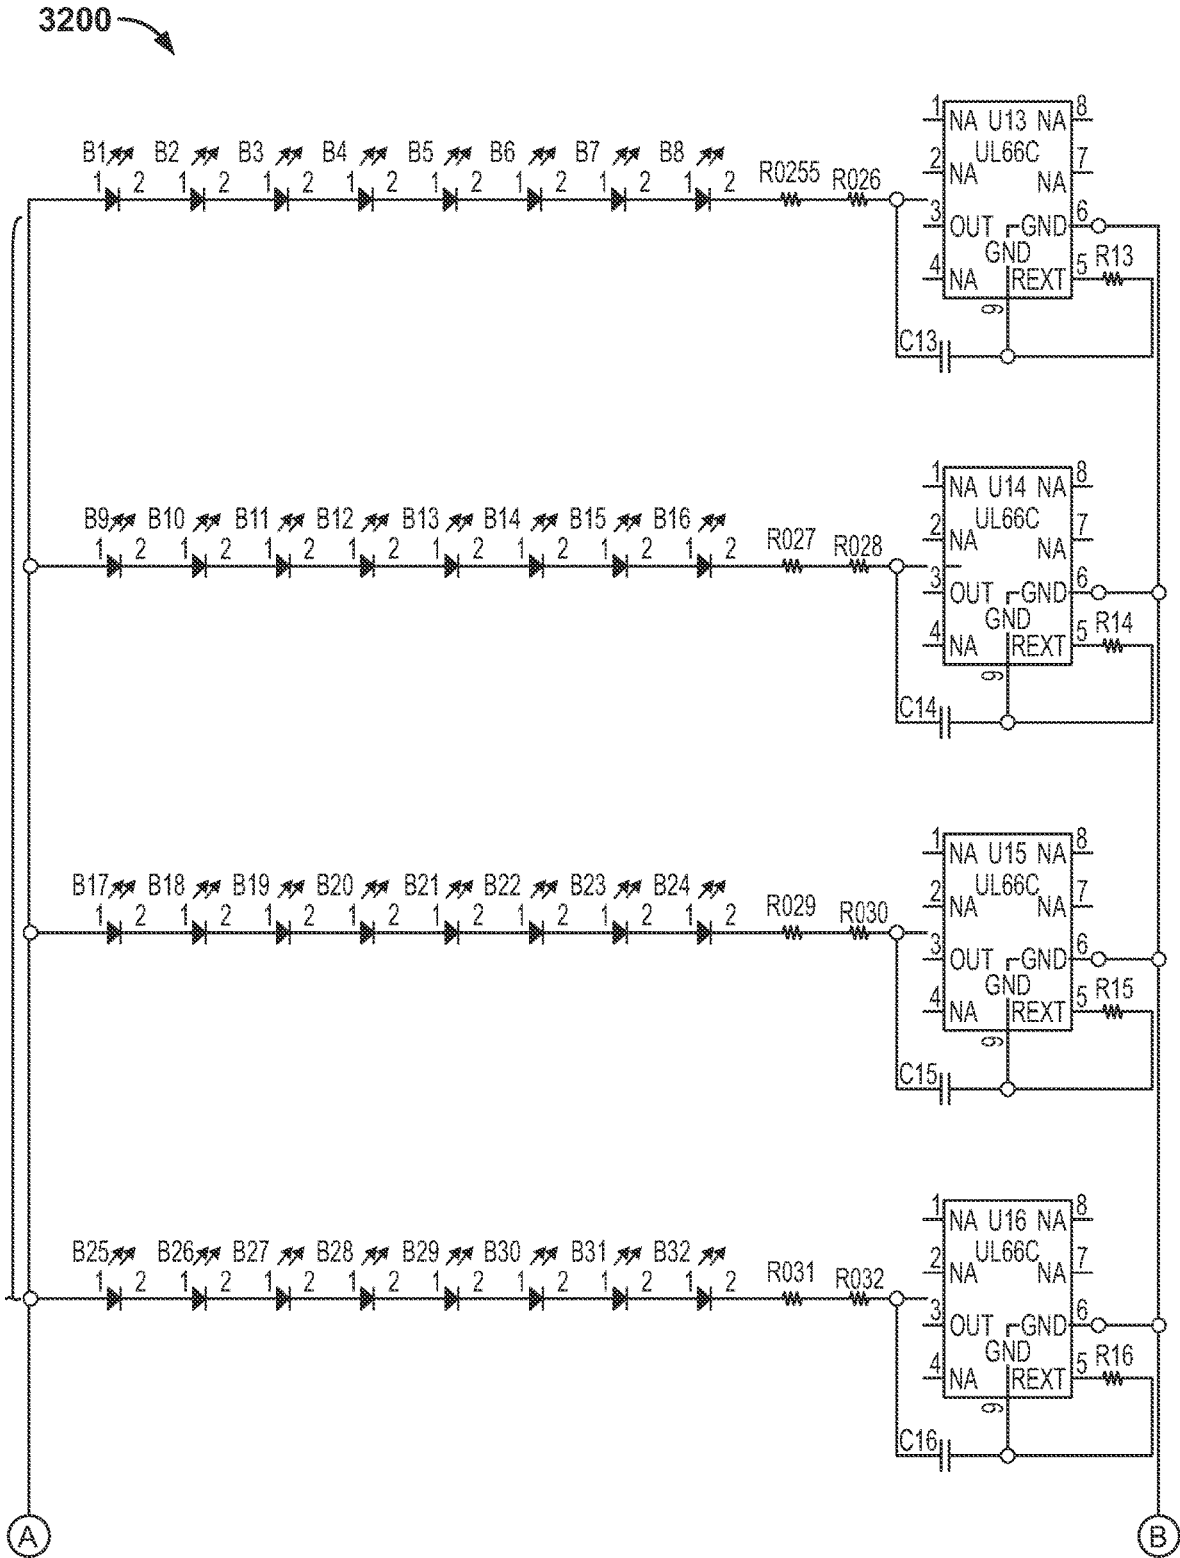 3200
B1 B2 B3 B4 B5 B6 B7 B8 R0255 R026
1 2 1 2 1 2 1 2 1 2 1 2 1 2 1 2
1 NA U13 NA 8
UL66C
2 NA NA 7
3 OUT GND 6
GND
4 NA REXT 5 R13
9
C13
B9 B10 B11 B12 B13 B14 B15 B16 R027 R028
1 2 1 2 1 2 1 2 1 2 1 2 1 2 1 2
1 NA U14 NA 8
UL66C
2 NA NA 7
3 OUT GND 6
GND
4 NA REXT 5 R14
9
C14
B17 B18 B19 B20 B21 B22 B23 B24 R029 R030
1 2 1 2 1 2 1 2 1 2 1 2 1 2 1 2
1 NA U15 NA 8
UL66C
2 NA NA 7
3 OUT GND 6
GND
4 NA REXT 5 R15
9
C15
B25 B26 B27 B28 B29 B30 B31 B32 R031 R032
1 2 1 2 1 2 1 2 1 2 1 2 1 2 1 2
1 NA U16 NA 8
UL66C
2 NA NA 7
3 OUT GND 6
GND
4 NA REXT 5 R16
9
C16
A B